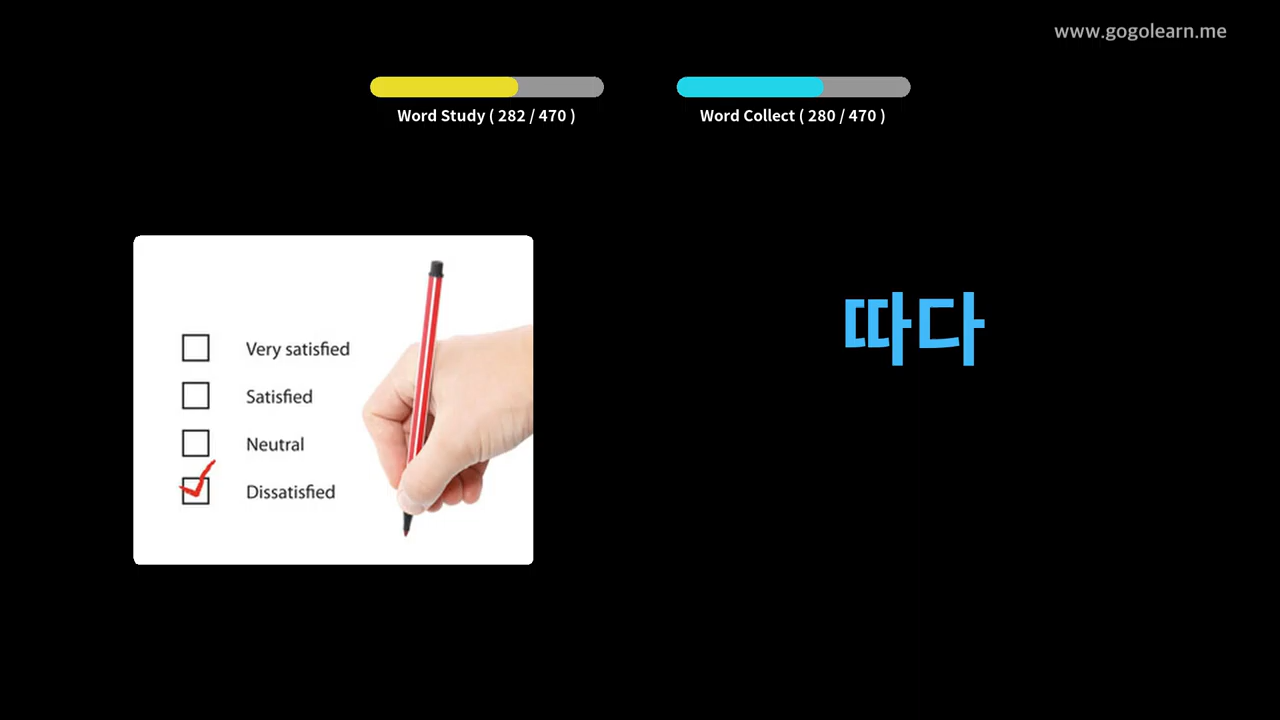 www.gogolearn.me
Word Study ( 282 / 470 )
Word Collect ( 280 / 470 )
Very satisfied
Satisfied
Neutral
Dissatisfied
따다